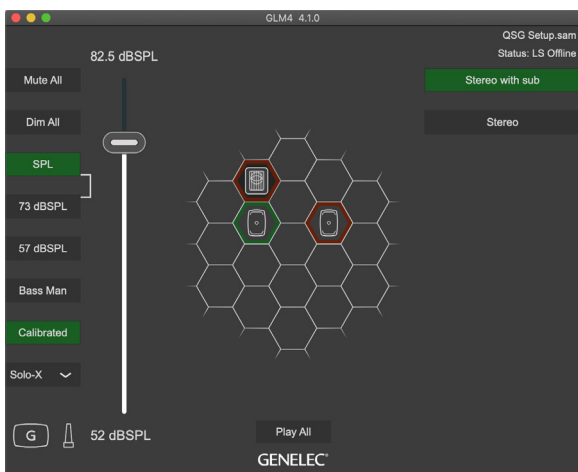 GLM4 4.1.0
QSG Setup.sam
Status: LS Offline
82.5 dBSPL
Mute All
Stereo with sub
Dim All
Stereo
SPL
73 dBSPL
57 dBSPL
Bass Man
Calibrated
Solo-X
G
52 dBSPL
Play All
GENELEC®